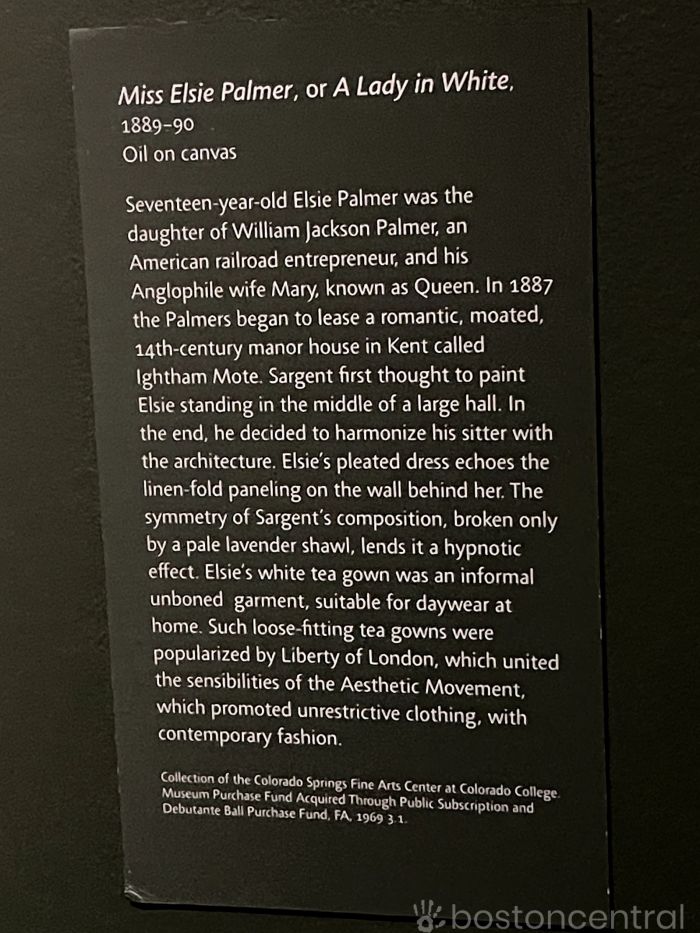 Miss Elsie Palmer, or A Lady in White,
1889–90
Oil on canvas
Seventeen-year-old Elsie Palmer was the
daughter of William Jackson Palmer, an
American railroad entrepreneur, and his
Anglophile wife Mary, known as Queen. In 1887
the Palmers began to lease a romantic, moated,
14th-century manor house in Kent called
Ightham Mote. Sargent first thought to paint
Elsie standing in the middle of a large hall. In
the end, he decided to harmonize his sitter with
the architecture. Elsie's pleated dress echoes the
linen-fold paneling on the wall behind her. The
symmetry of Sargent's composition, broken only
by a pale lavender shawl, lends it a hypnotic
effect. Elsie's white tea gown was an informal
unboned garment, suitable for daywear at
home. Such loose-fitting tea gowns were
popularized by Liberty of London, which united
the sensibilities of the Aesthetic Movement,
which promoted unrestrictive clothing, with
contemporary fashion.
Collection of the Colorado Springs Fine Arts Center at Colorado College.
Museum Purchase Fund Acquired Through Public Subscription and
Debutante Ball Purchase Fund, FA, 1969 3.1.
bostoncentral